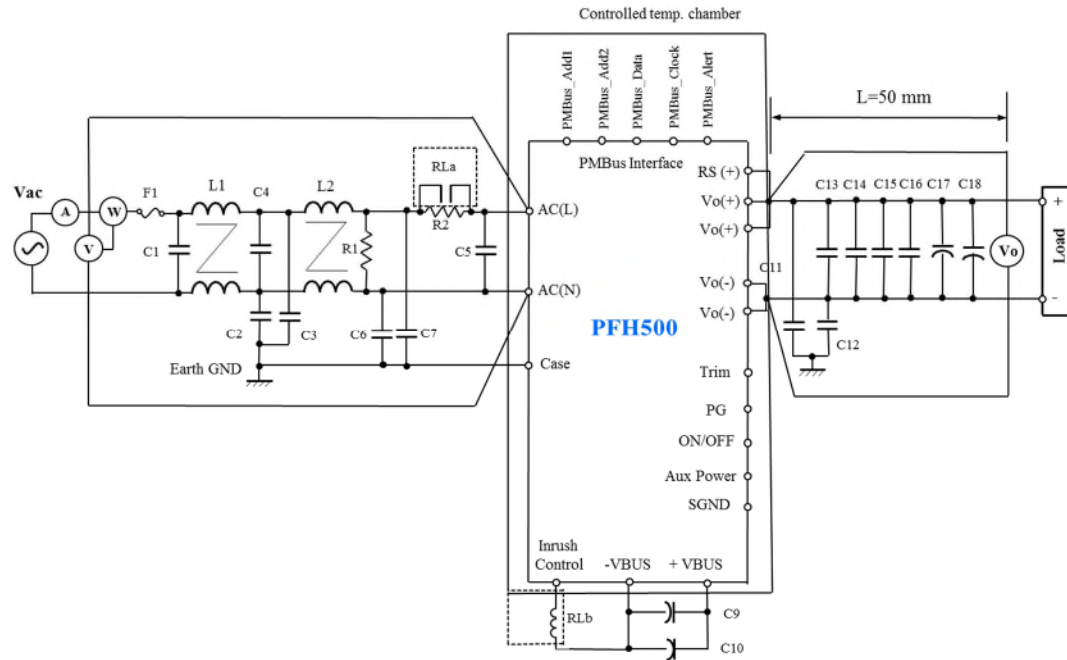 Controlled temp. chamber
PMBus_Add1
PMBus_Add2
PMBus_Data
PMBus_Clock
PMBus_Alert
L=50 mm
PMBus Interface
RLa
RS (+)
Vac
F1
L1
C4
L2
C13
C14
C15
C16
C17
C18
A
W
R2
AC(L)
Vo(+)
+
V
C1
R1
C5
Vo(+)
Vo
Load
C11
AC(N)
Vo(-)
-
C2
C3
C6
C7
PFH500
Vo(-)
C12
Earth GND
Case
Trim
PG
ON/OFF
Aux Power
SGND
Inrush
Control
-VBUS
+ VBUS
RLb
C9
C10